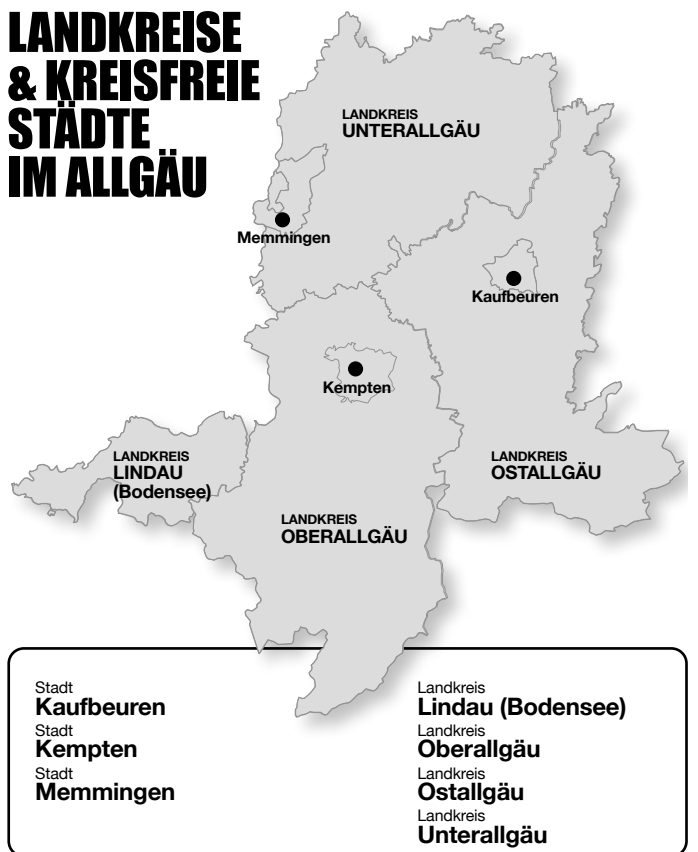 LANDKREISE
& KREISFREIE
STÄDTE
IM ALLGÄU
LANDKREIS
UNTERALLGÄU
Memmingen
Kaufbeuren
Kempten
LANDKREIS
LINDAU
(Bodensee)
LANDKREIS
OSTALLGÄU
LANDKREIS
OBERALLGÄU
Stadt
Kaufbeuren
Stadt
Kempten
Stadt
Memmingen
Landkreis
Lindau (Bodensee)
Landkreis
Oberallgäu
Landkreis
Ostallgäu
Landkreis
Unterallgäu